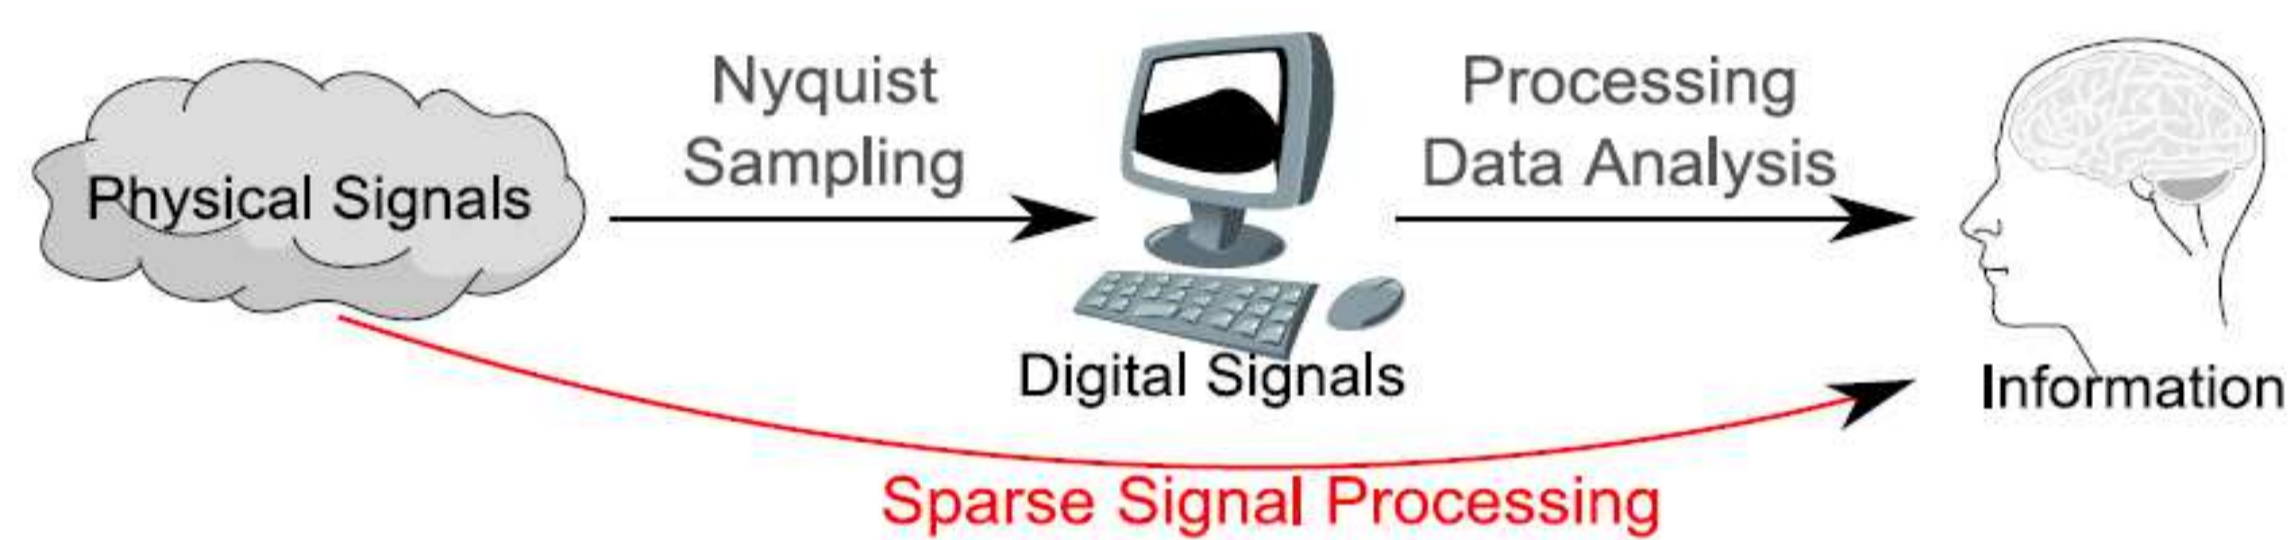 Nyquist
Sampling
Processing
Data Analysis
Physical Signals
Digital Signals
Information
Sparse Signal Processing